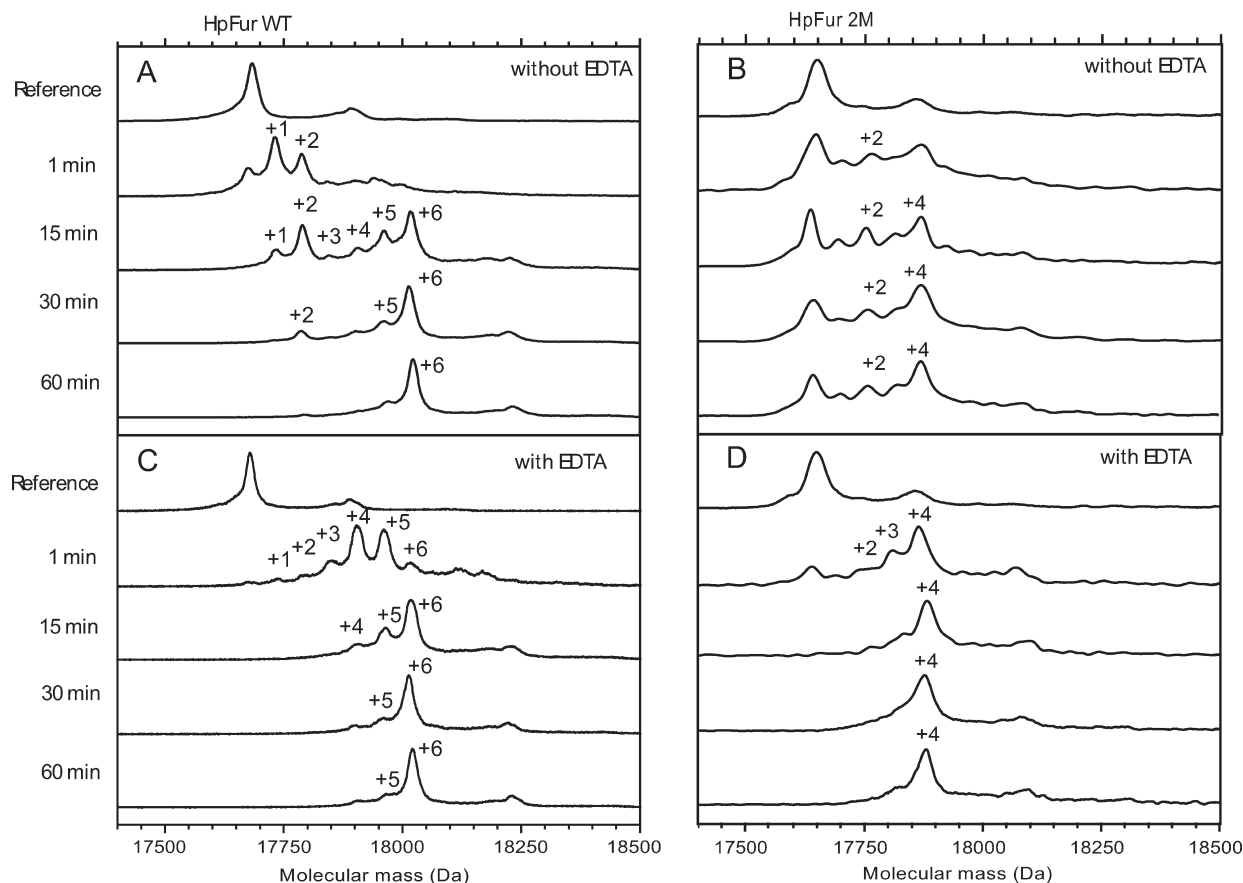 HpFur WT
HpFur 2M
A
without EDTA
B
without EDTA
Reference
1 min
+1
+2
+2
15 min
+1
+2
+3
+4
+5
+6
+2
+4
30 min
+2
+5
+6
+2
+4
60 min
+6
+2
+4
C
with EDTA
D
with EDTA
Reference
1 min
+1
+2
+3
+4
+5
+6
+2
+3
+4
15 min
+4
+5
+6
+4
30 min
+5
+6
+4
60 min
+5
+6
+4
17500 17750 18000 18250 18500
17500 17750 18000 18250 18500
Molecular mass (Da)
Molecular mass (Da)